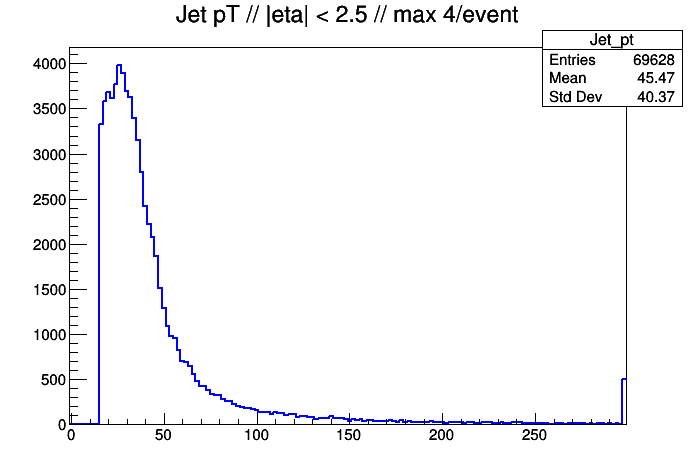 Jet pT // |eta| < 2.5 // max 4/event
Jet_pt
Entries 69628
Mean 45.47
Std Dev 40.37
4000
3500
3000
2500
2000
1500
1000
500
0
0 50 100 150 200 250